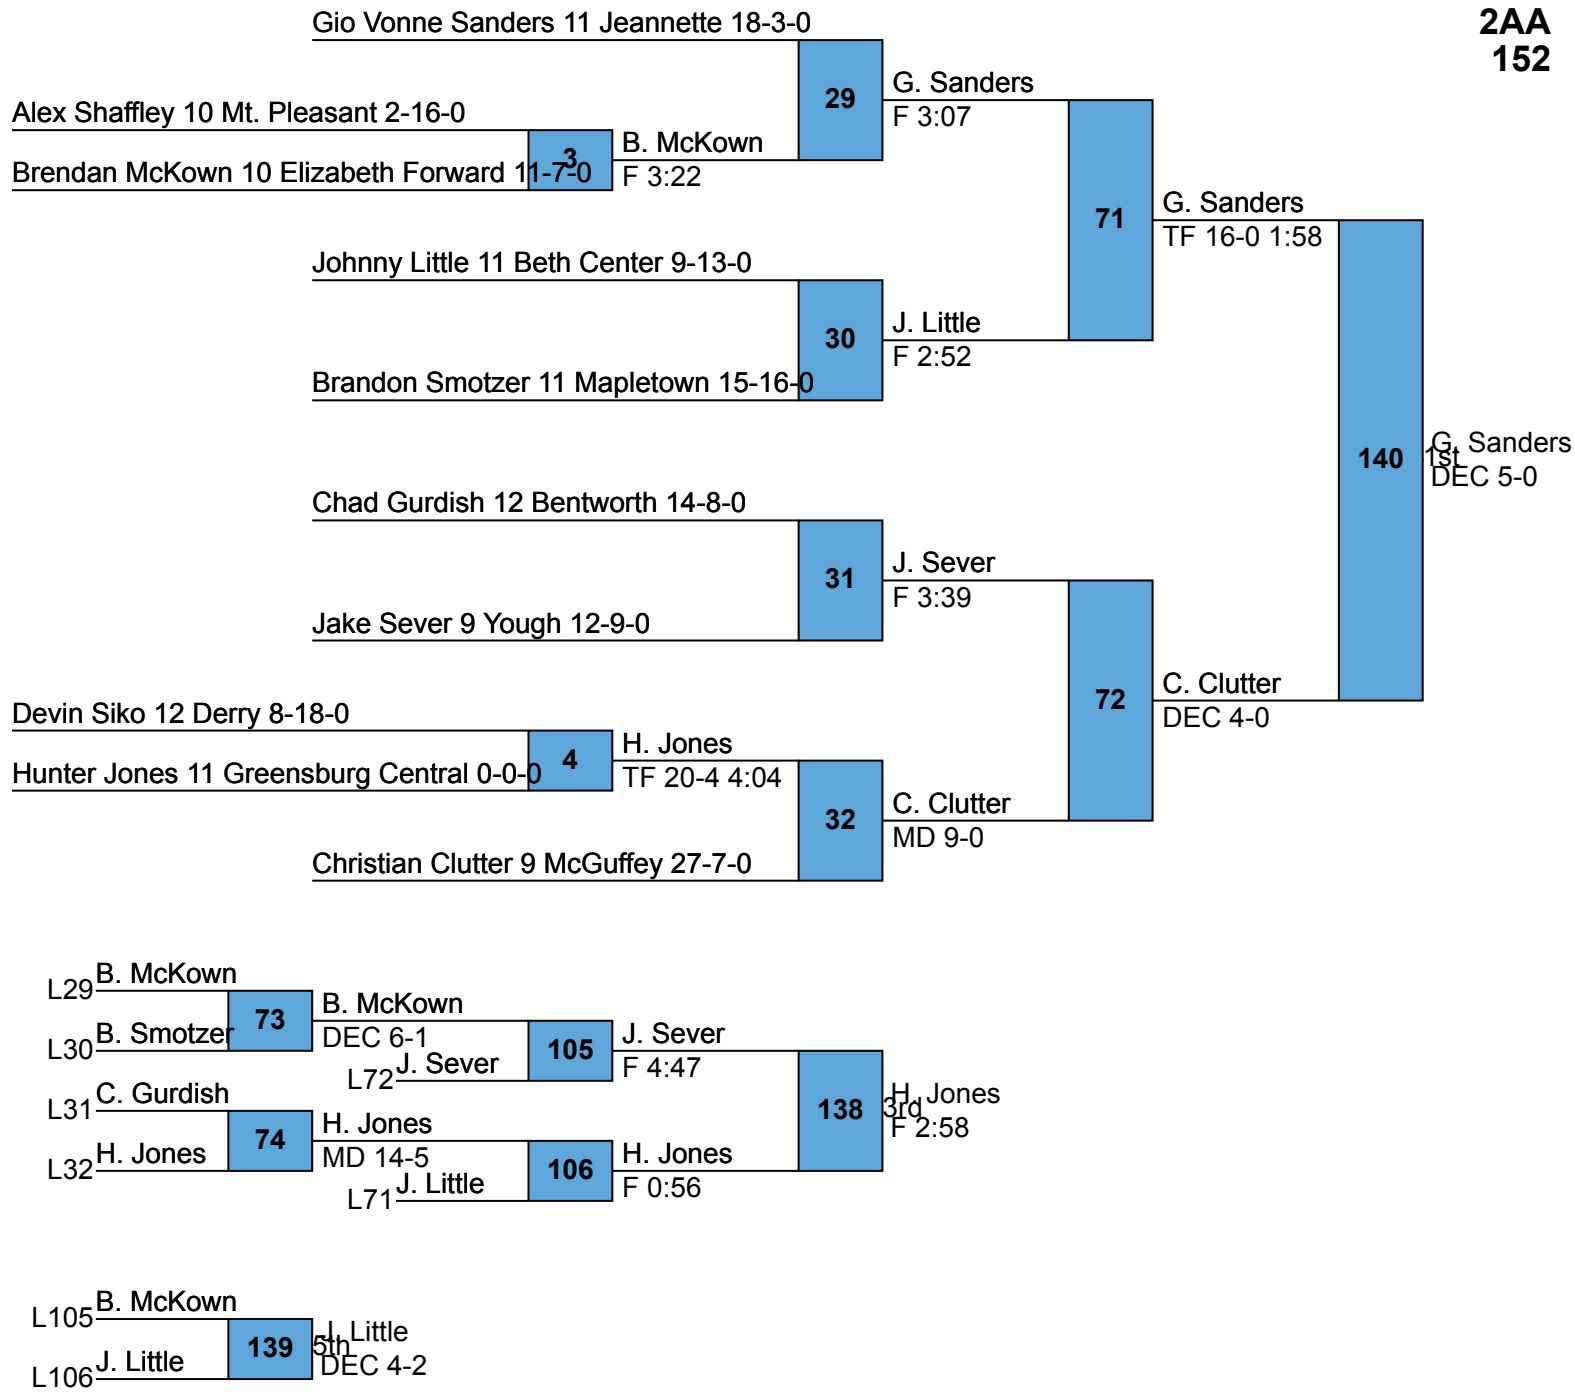 2AA
152
Gio Vonne Sanders 11 Jeannette 18-3-0
29
G. Sanders
F 3:07
Alex Shaffley 10 Mt. Pleasant 2-16-0
3
B. McKown
F 3:22
Brendan McKown 10 Elizabeth Forward 11-7-0
71
G. Sanders
TF 16-0 1:58
Johnny Little 11 Beth Center 9-13-0
30
J. Little
F 2:52
Brandon Smotzer 11 Mapletown 15-16-0
140
G. Sanders
1st
DEC 5-0
Chad Gurdish 12 Bentworth 14-8-0
31
J. Sever
F 3:39
Jake Sever 9 Yough 12-9-0
72
C. Clutter
DEC 4-0
Devin Siko 12 Derry 8-18-0
4
H. Jones
TF 20-4 4:04
Hunter Jones 11 Greensburg Central 0-0-0
32
C. Clutter
MD 9-0
Christian Clutter 9 McGuffey 27-7-0
L29 B. McKown
73
B. McKown
DEC 6-1
L30 B. Smotzer
105
J. Sever
F 4:47
L72 J. Sever
L31 C. Gurdish
74
H. Jones
MD 14-5
L32 H. Jones
138
H. Jones
3rd
F 2:58
106
H. Jones
F 0:56
L71 J. Little
L105 B. McKown
139
J. Little
5th
DEC 4-2
L106 J. Little